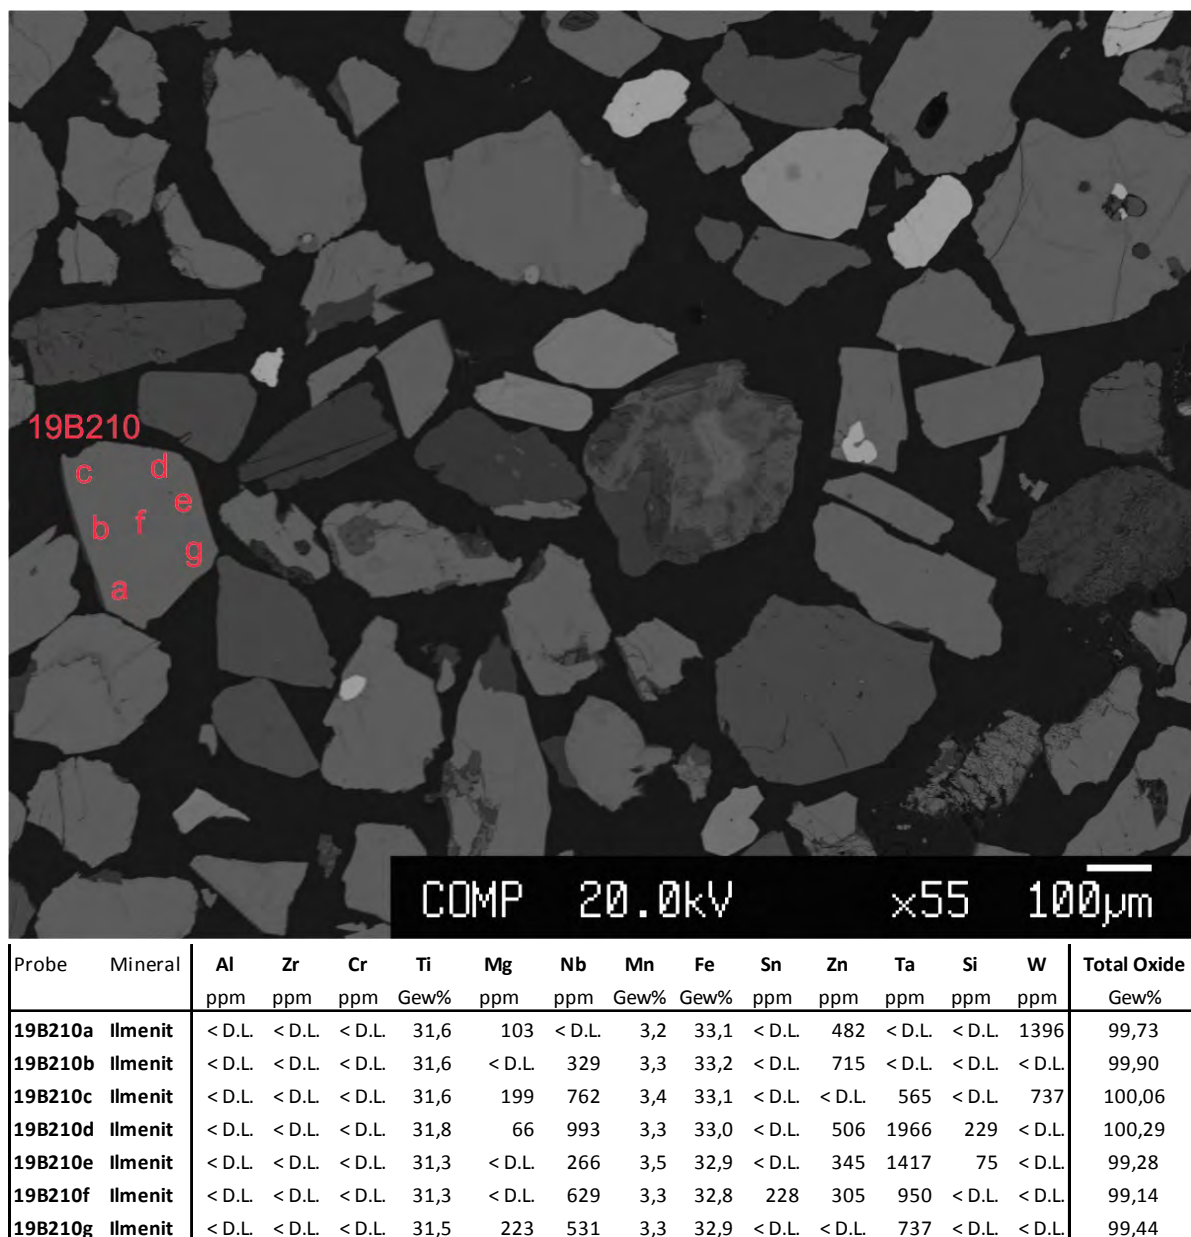 19B210
c d
e
b f
g
a
COMP 20.0kV ×55 100µm
Probe Mineral Al Zr Cr Ti Mg Nb Mn Fe Sn Zn Ta Si W Total Oxide
ppm ppm ppm Gew% ppm ppm Gew% Gew% ppm ppm ppm ppm ppm Gew%
19B210a Ilmenit < D.L. < D.L. < D.L. 31,6 103 < D.L. 3,2 33,1 < D.L. 482 < D.L. < D.L. 1396 99,73
19B210b Ilmenit < D.L. < D.L. < D.L. 31,6 < D.L. 329 3,3 33,2 < D.L. 715 < D.L. < D.L. < D.L. 99,90
19B210c Ilmenit < D.L. < D.L. < D.L. 31,6 199 762 3,4 33,1 < D.L. < D.L. 565 < D.L. 737 100,06
19B210d Ilmenit < D.L. < D.L. < D.L. 31,8 66 993 3,3 33,0 < D.L. 506 1966 229 < D.L. 100,29
19B210e Ilmenit < D.L. < D.L. < D.L. 31,3 < D.L. 266 3,5 32,9 < D.L. 345 1417 75 < D.L. 99,28
19B210f Ilmenit < D.L. < D.L. < D.L. 31,3 < D.L. 629 3,3 32,8 228 305 950 < D.L. < D.L. 99,14
19B210g Ilmenit < D.L. < D.L. < D.L. 31,5 223 531 3,3 32,9 < D.L. < D.L. 737 < D.L. < D.L. 99,44